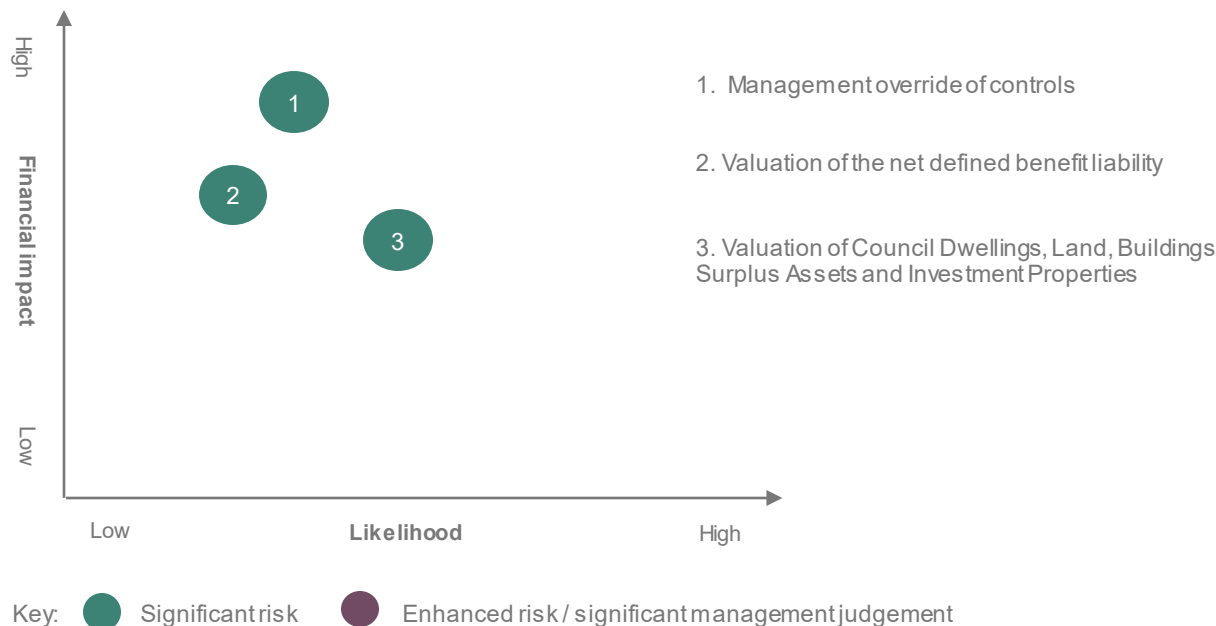 High
Financial impact
Low
1
2
3
Low
Likelihood
High
1. Management override of controls
2. Valuation of the net defined benefit liability
3. Valuation of Council Dwellings, Land, Buildings
Surplus Assets and Investment Properties
Key:
Significant risk
Enhanced risk / significant management judgement